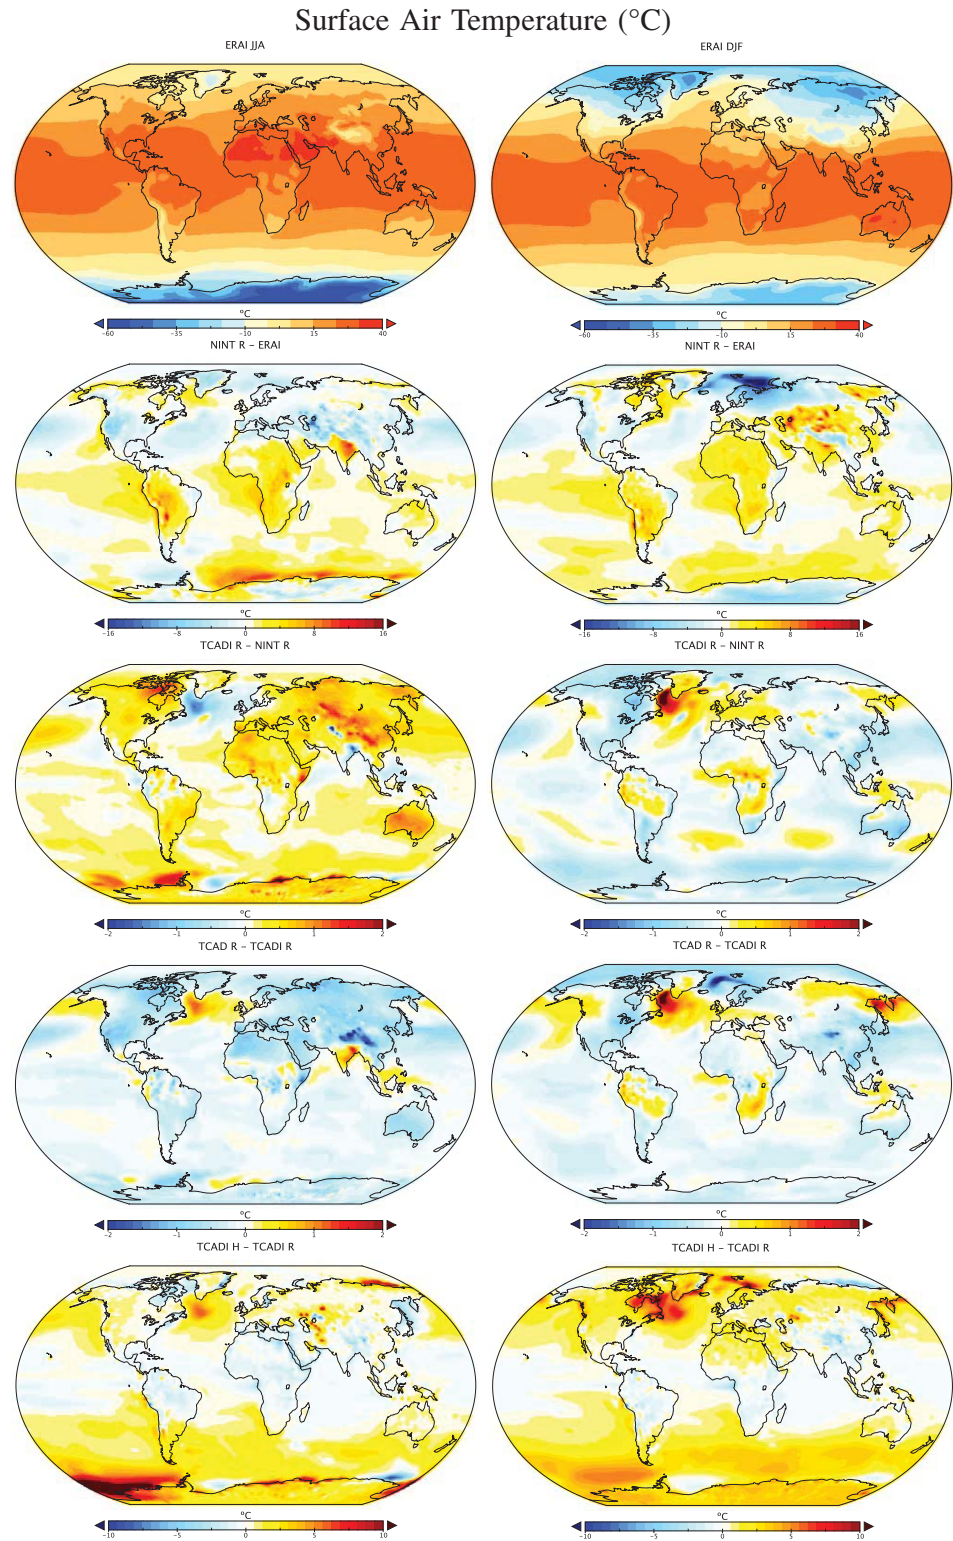 Surface Air Temperature (°C)
ERAI JJA
ERAI DJF
°C
-60 -35 -10 15 40
°C
-60 -35 -10 15 40
NINT R – ERAI
NINT R – ERAI
°C
-16 -8 0 8 16
°C
-16 -8 0 8 16
TCADI R – NINT R
TCADI R – NINT R
°C
-2 -1 0 1 2
°C
-2 -1 0 1 2
TCAD R – TCADI R
TCAD R – TCADI R
°C
-2 -1 0 1 2
°C
-2 -1 0 1 2
TCADI H – TCADI R
TCADI H – TCADI R
°C
-10 -5 0 5 10
°C
-10 -5 0 5 10